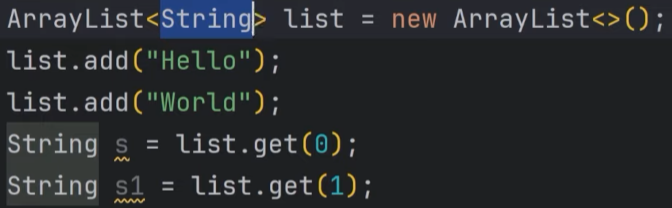 ArrayList<String> list = new ArrayList<>();
list.add("Hello");
list.add("World");
String s = list.get(0);
String s1 = list.get(1);